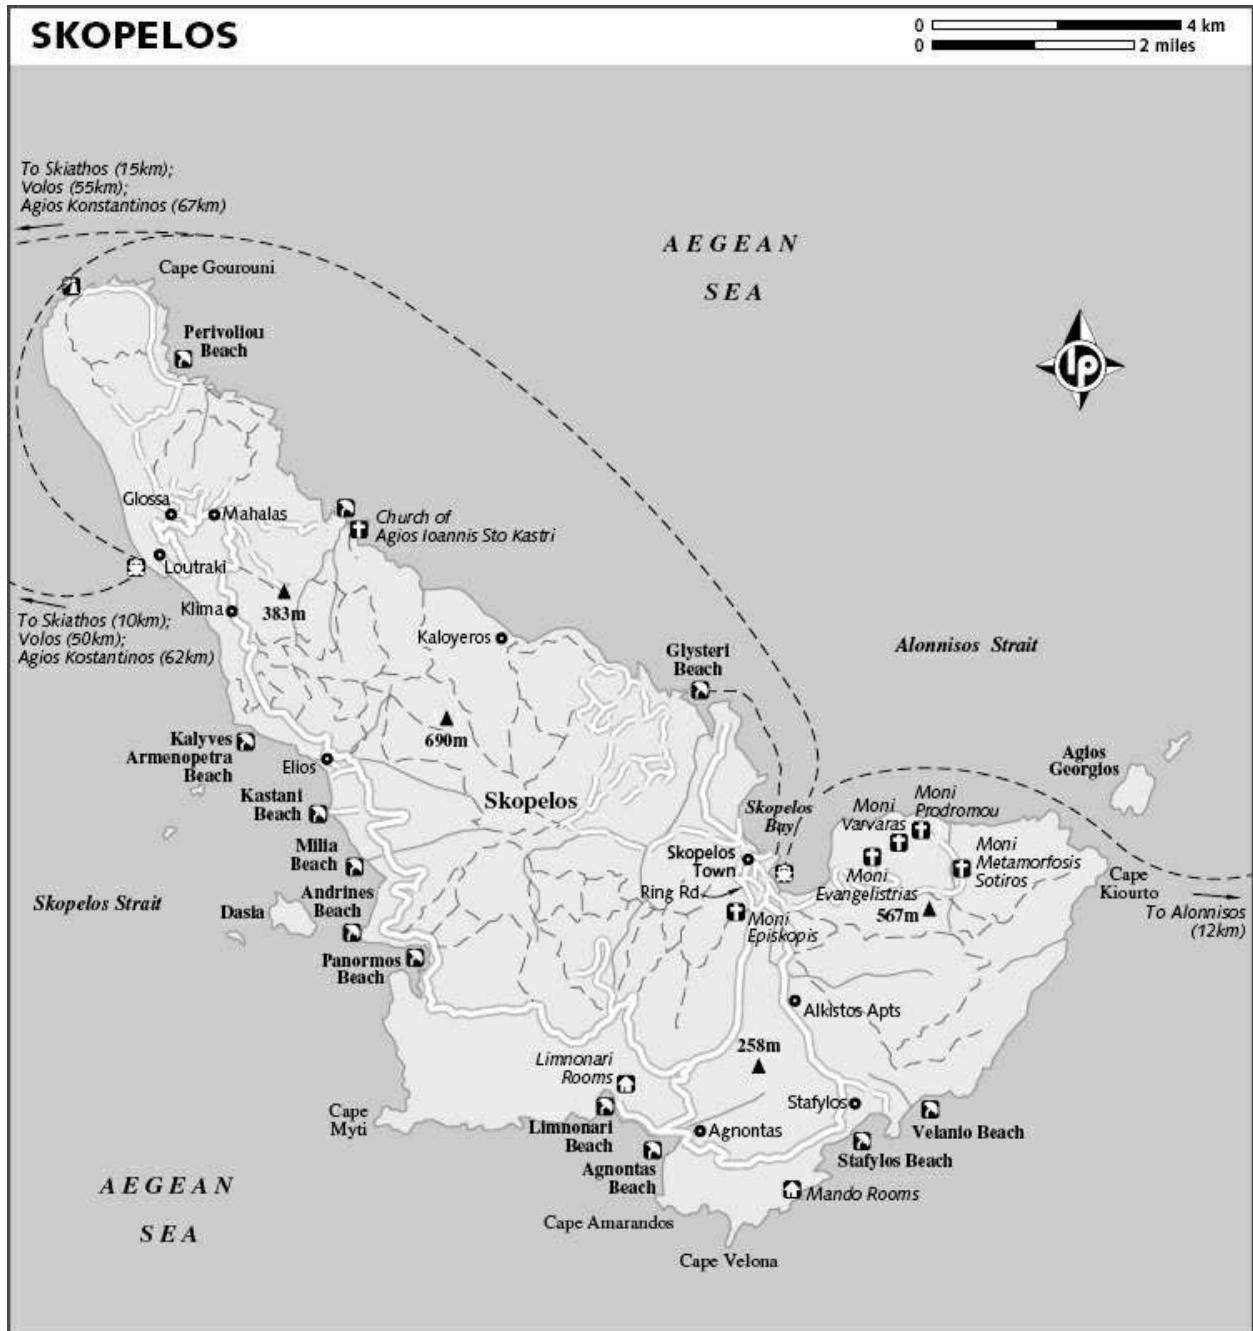 SKOPELOS
0 4 km
0 2 miles
To Skiathos (15km);
Volos (55km);
Agios Konstantinos (67km)
AEGEAN
SEA
Cape Gourouni
Perivoliou
Beach
lp
Glossa
Mahalas
Church of
Agios Ioannis Sto Kastri
Loutraki
Klima
383m
To Skiathos (10km);
Volos (50km);
Agios Kostantinos (62km)
Kaloyeros
Glysteri
Beach
Alonnisos Strait
690m
Kalyves
Armenopetra
Beach
Elios
Agios
Georgios
Kastani
Beach
Skopelos
Skopelos
Bay
Moni
Prodromou
Moni
Varvaras
Milia
Beach
Skopelos
Town
Moni
Metamorfosis
Sotiros
Moni
Evangelistrias
Cape
Kiourto
Ring Rd
Andrines
Beach
Skopelos Strait
Dasia
567m
To Alonnisos
(12km)
Moni
Episkopis
Panormos
Beach
Alkistos Apts
258m
Limnonari
Rooms
Cape
Myti
Limnonari
Beach
Stafylos
Velanio Beach
Agnontas
Stafylos Beach
Agnontas
Beach
Mando Rooms
AEGEAN
SEA
Cape Amarandos
Cape Velona